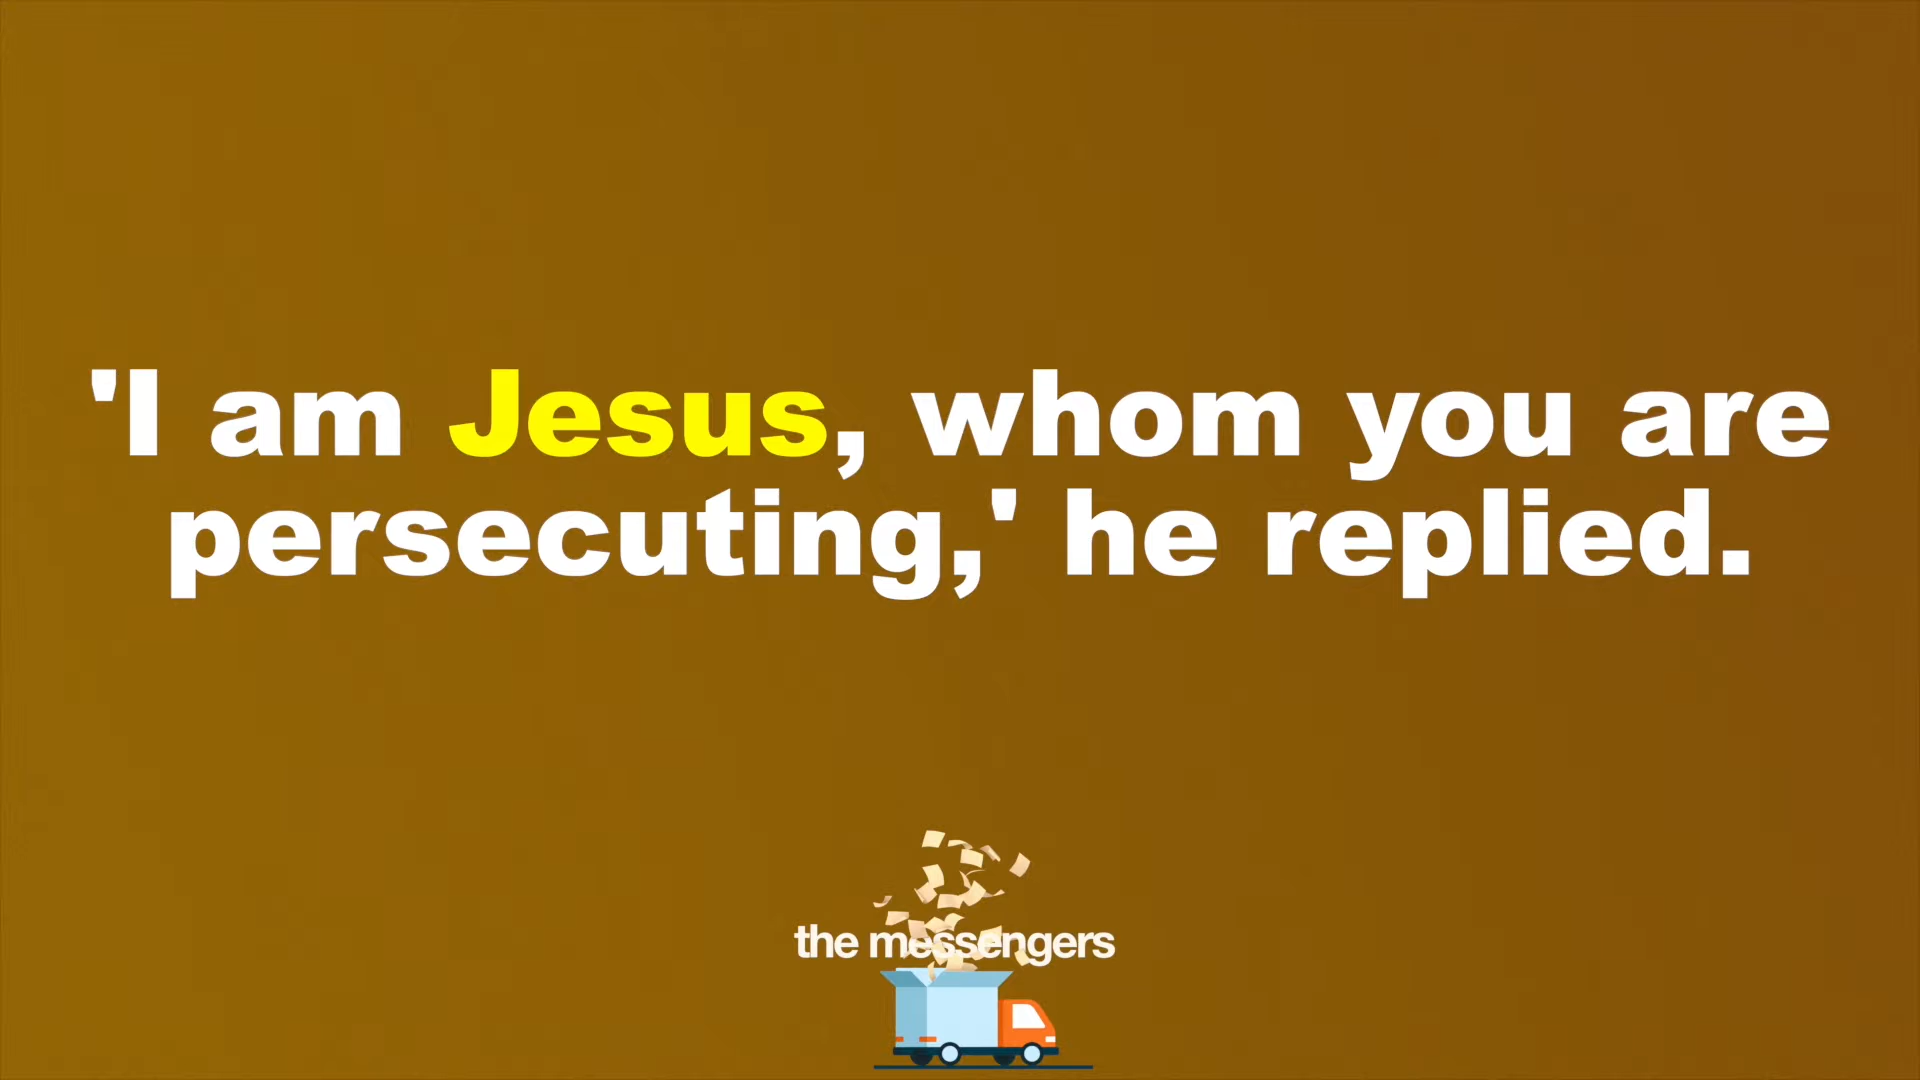 'I am Jesus, whom you are
persecuting,' he replied.
the messengers